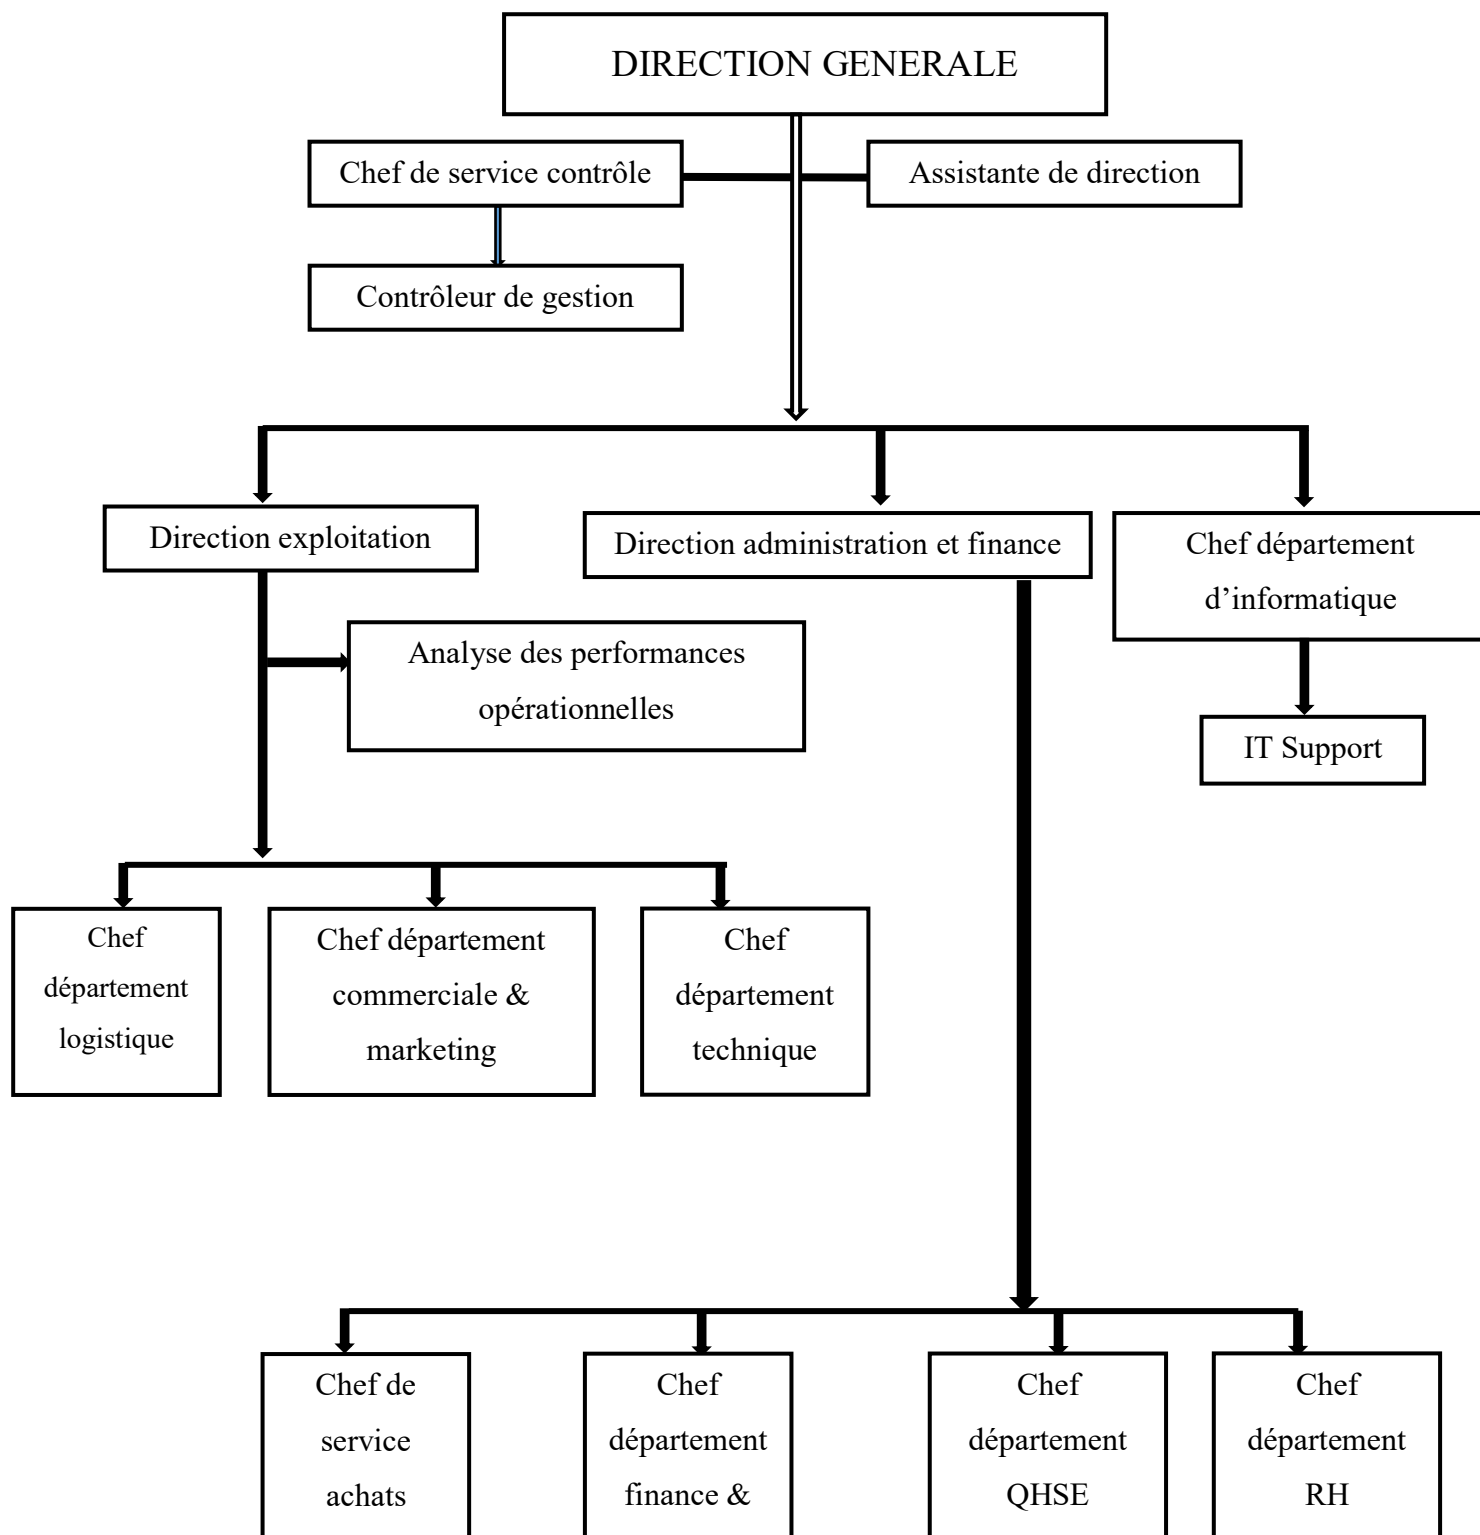 DIRECTION GENERALE
Chef de service contrôle
Assistante de direction
Contrôleur de gestion
Direction exploitation
Direction administration et finance
Chef département
d’informatique
Analyse des performances
opérationnelles
IT Support
Chef
département
logistique
Chef département
commerciale &
marketing
Chef
département
technique
Chef de
service
achats
Chef
département
finance &
Chef
département
QHSE
Chef
département
RH